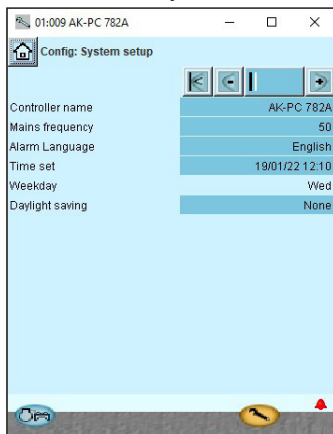 01:009 AK-PC 782A
Config: System setup
Controller name AK-PC 782A
Mains frequency 50
Alarm Language English
Time set 19/01/22 12:10
Weekday Wed
Daylight saving None